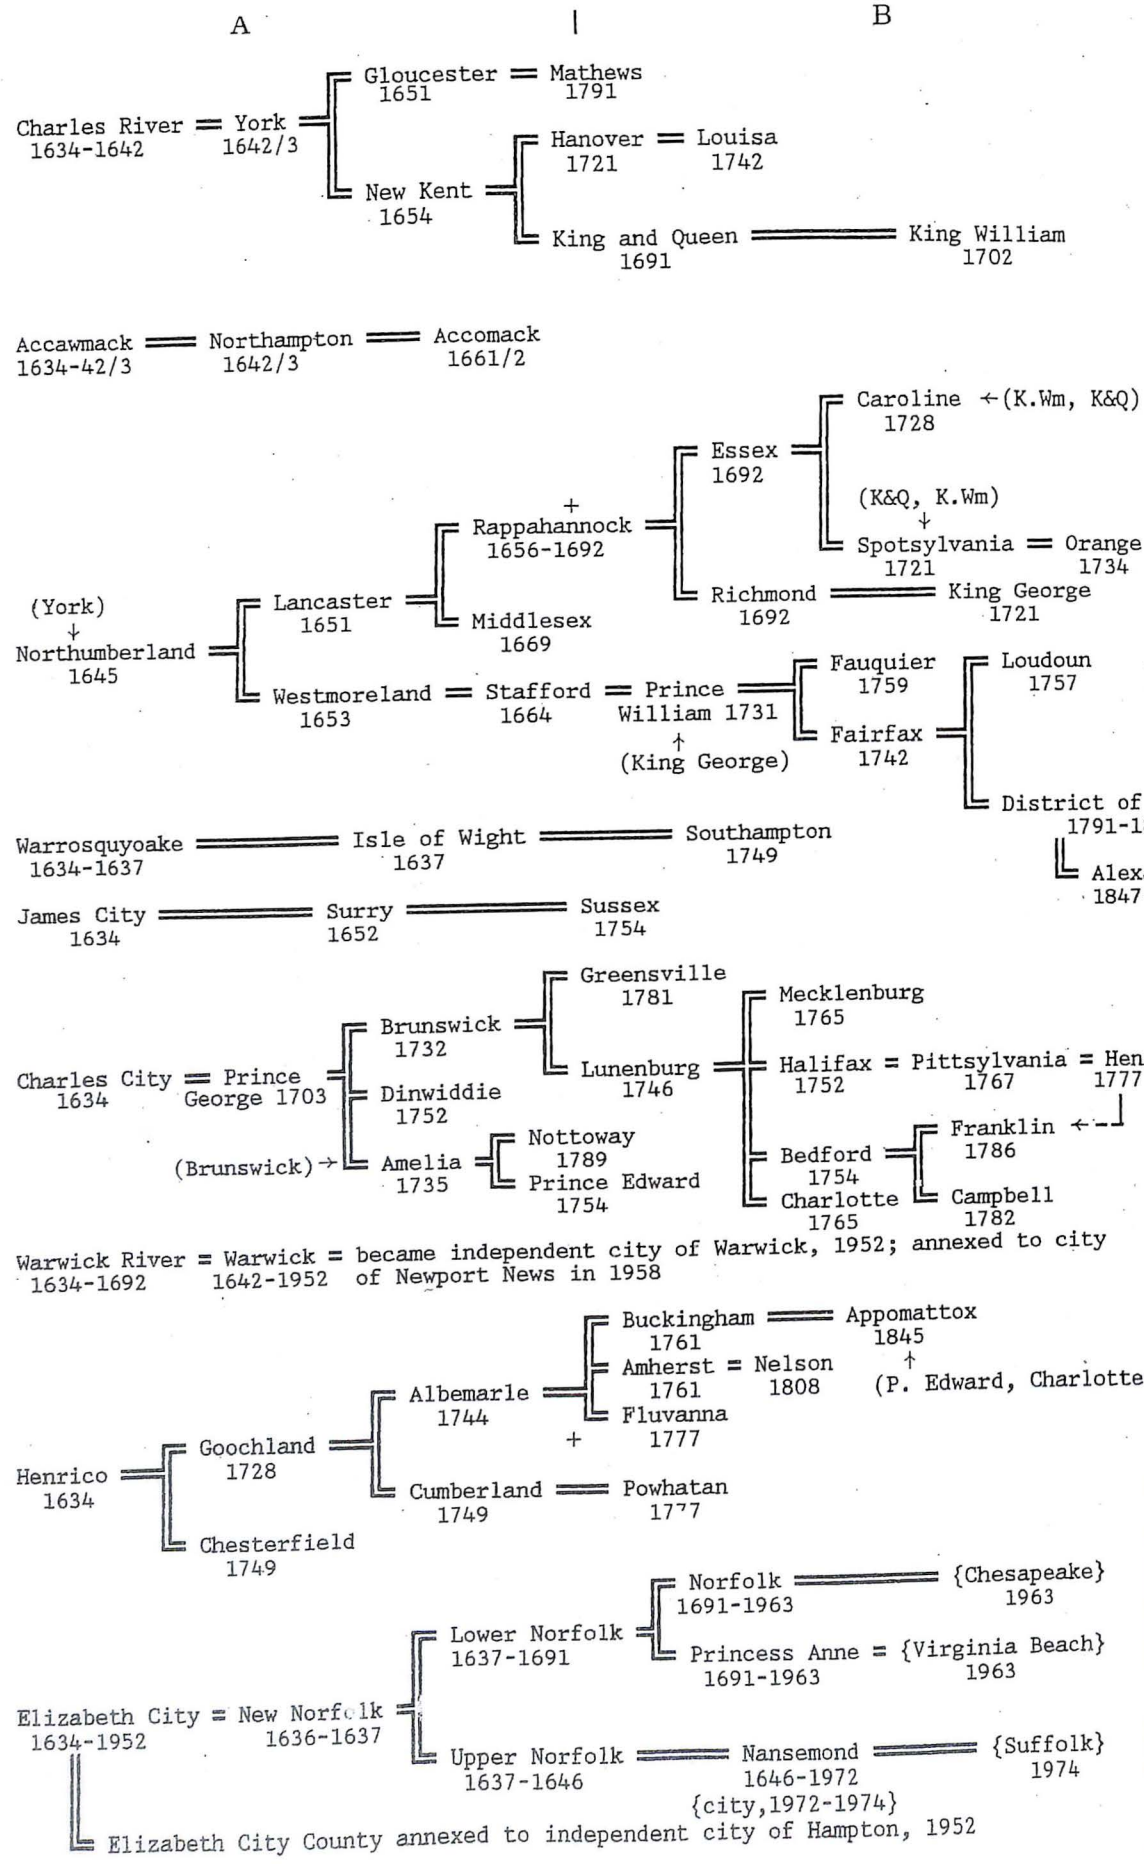 A | B
Gloucester = Mathews
1651 1791
Charles River = York
1634-1642 1642/3
Hanover = Louisa
1721 1742
New Kent
1654
King and Queen = King William
1691 1702
Accawmack = Northampton = Accomack
1634-42/3 1642/3 1661/2
Caroline ←(K.Wm, K&Q)
1728
Essex
1692
(K&Q, K.Wm)
↓
+
Rappahannock
1656-1692
Spotsylvania = Orange
1721 1734
Richmond = King George
1692 1721
(York)
↓
Lancaster
1651
Middlesex
1669
Northumberland
1645
Fauquier
1759
Loudoun
1757
Westmoreland = Stafford = Prince
1653 1664 William 1731
↑
(King George)
Fairfax
1742
District of
1791-1
Warrosquyoake = Isle of Wight = Southampton
1634-1637 1637 1749
Alex
1847
James City = Surry = Sussex
1634 1652 1754
Greensville
1781
Mecklenburg
1765
Brunswick
1732
Lunenburg
1746
Halifax = Pittsylvania = Hen
1752 1767 1777
Charles City = Prince
1634 George 1703
Dinwiddie
1752
Franklin ←--
1786
Nottoway
1789
(Brunswick)→ Amelia
1735
Prince Edward
1754
Bedford
1754
Charlotte
1765
Campbell
1782
Warwick River = Warwick = became independent city of Warwick, 1952; annexed to city
1634-1692 1642-1952 of Newport News in 1958
Buckingham = Appomattox
1761 1845
↑
Amherst = Nelson (P. Edward, Charlotte
1761 1808
Albemarle
1744
Fluvanna
1777
+
Goochland
1728
Henrico
1634
Cumberland = Powhatan
1749 1777
Chesterfield
1749
Norfolk = {Chesapeake}
1691-1963 1963
Lower Norfolk
1637-1691
Princess Anne = {Virginia Beach}
1691-1963 1963
Elizabeth City = New Norfolk
1634-1952 1636-1637
Upper Norfolk = Nansemond = {Suffolk}
1637-1646 1646-1972 1974
{city,1972-1974}
Elizabeth City County annexed to independent city of Hampton, 1952